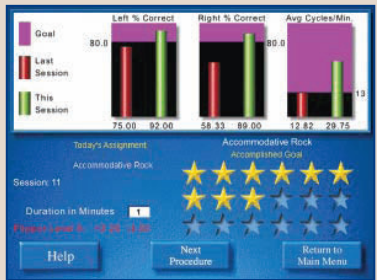 Left % Correct
Right % Correct
Avg Cycles/Min.
Goal
80.0
80.0
Last
Session
13
This
Session
75.00 92.00
58.33 89.00
12.82 29.75
Today's Assignment
Accommodative Rock
Accommodative Rock
Accomplished Goal
Session: 11
Duration in Minutes 1
Help
Next
Procedure
Return to
Main Menu